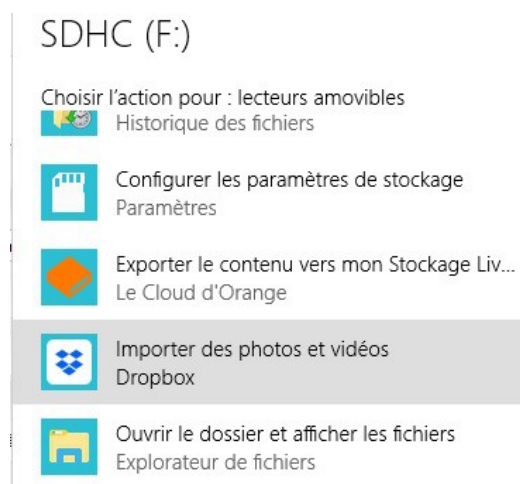 SDHC (F:)
Choisir l'action pour : lecteurs amovibles
Historique des fichiers
Configurer les paramètres de stockage
Paramètres
Exporter le contenu vers mon Stockage Liv...
Le Cloud d'Orange
Importer des photos et vidéos
Dropbox
Ouvrir le dossier et afficher les fichiers
Explorateur de fichiers